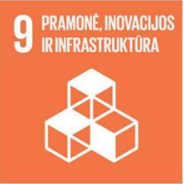 9 PRAMONĖ, INOVACIJOS
IR INFRASTRUKTŪRA